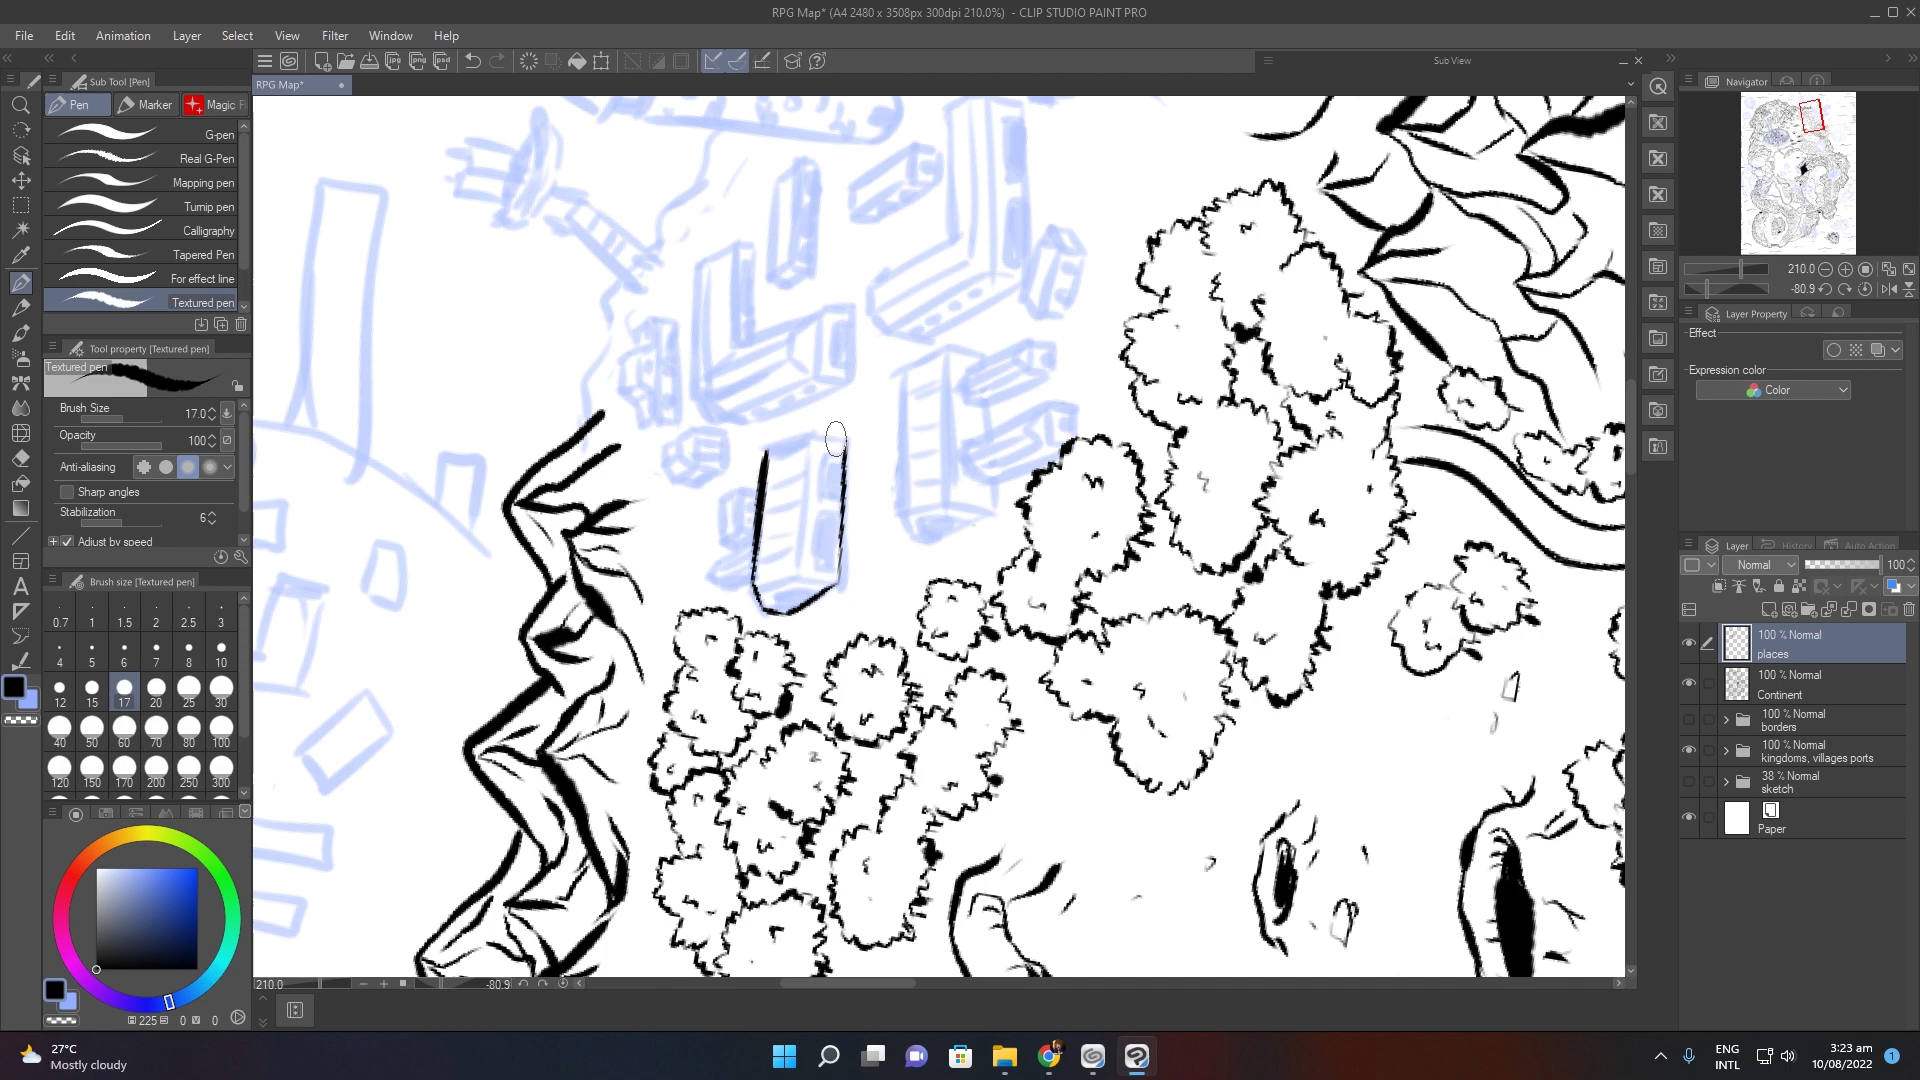 RPG Map* (A4 2480 x 3508px 300dpi 210.0%) - CLIP STUDIO PAINT PRO
File Edit Animation Layer Select View Filter Window Help
Sub Tool [Pen]
Sub View
Navigator
RPG Map*
Pen Marker Magic
G-pen
Real G-Pen
Mapping pen
Turnip pen
Calligraphy
Tapered Pen
For effect line
Textured pen
Tool property [Textured pen]
Textured pen
Brush Size 17.0
Opacity 100
Anti-aliasing
Sharp angles
Stabilization 6
Adjust by speed
Brush size [Textured pen]
0.7 1 1.5 2 2.5 3
4 5 6 7 8 10
12 15 17 20 25 30
40 50 60 70 80 100
120 150 170 200 250 300
225 0 0
210.0 -80.9
210.0
-80.9
Layer Property
Effect
Expression color
Color
Layer History Auto Action
Normal 100
100 % Normal
places
100 % Normal
Continent
100 % Normal
borders
100 % Normal
kingdoms, villages ports
38 % Normal
sketch
Paper
27°C
Mostly cloudy
ENG
INTL
3:23 am
10/08/2022
1